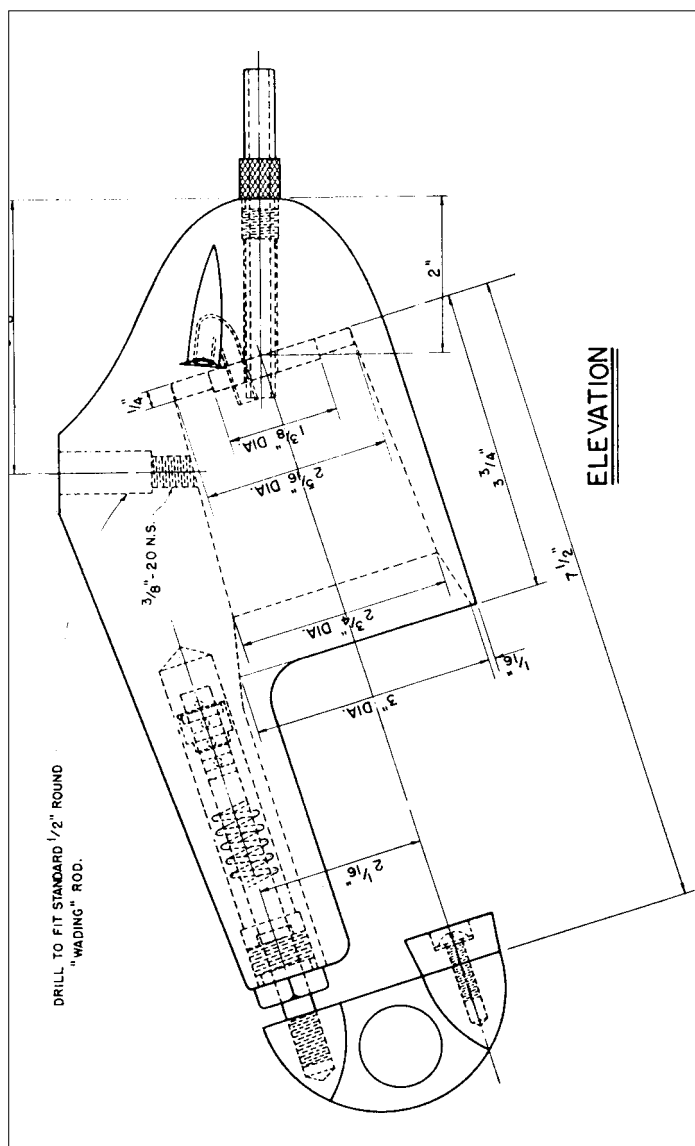 2"
1/4"
1 3/8" DIA.
2 5/16" DIA.
3/8"-20 N.S.
3 3/4"
7 1/2"
ELEVATION
2 3/4" DIA.
3" DIA.
1/16"
2 1/16"
DRILL TO FIT STANDARD 1/2" ROUND
"WADING" ROD.